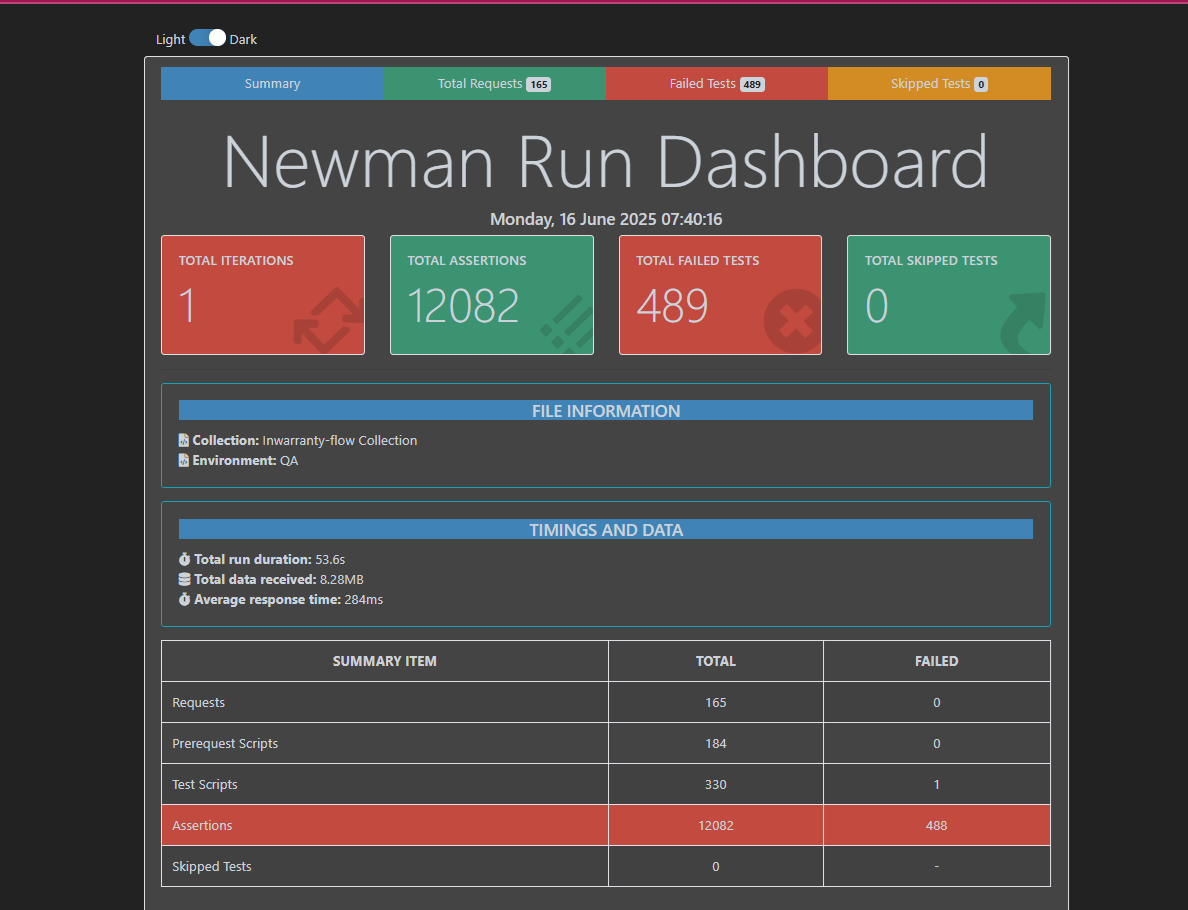 Light Dark
Summary Total Requests 165 Failed Tests 489 Skipped Tests 0
Newman Run Dashboard
Monday, 16 June 2025 07:40:16
TOTAL ITERATIONS
1
TOTAL ASSERTIONS
12082
TOTAL FAILED TESTS
489
TOTAL SKIPPED TESTS
0
FILE INFORMATION
Collection: Inwarranty-flow Collection
Environment: QA
TIMINGS AND DATA
Total run duration: 53.6s
Total data received: 8.28MB
Average response time: 284ms
SUMMARY ITEM TOTAL FAILED
Requests 165 0
Prerequest Scripts 184 0
Test Scripts 330 1
Assertions 12082 488
Skipped Tests 0 -